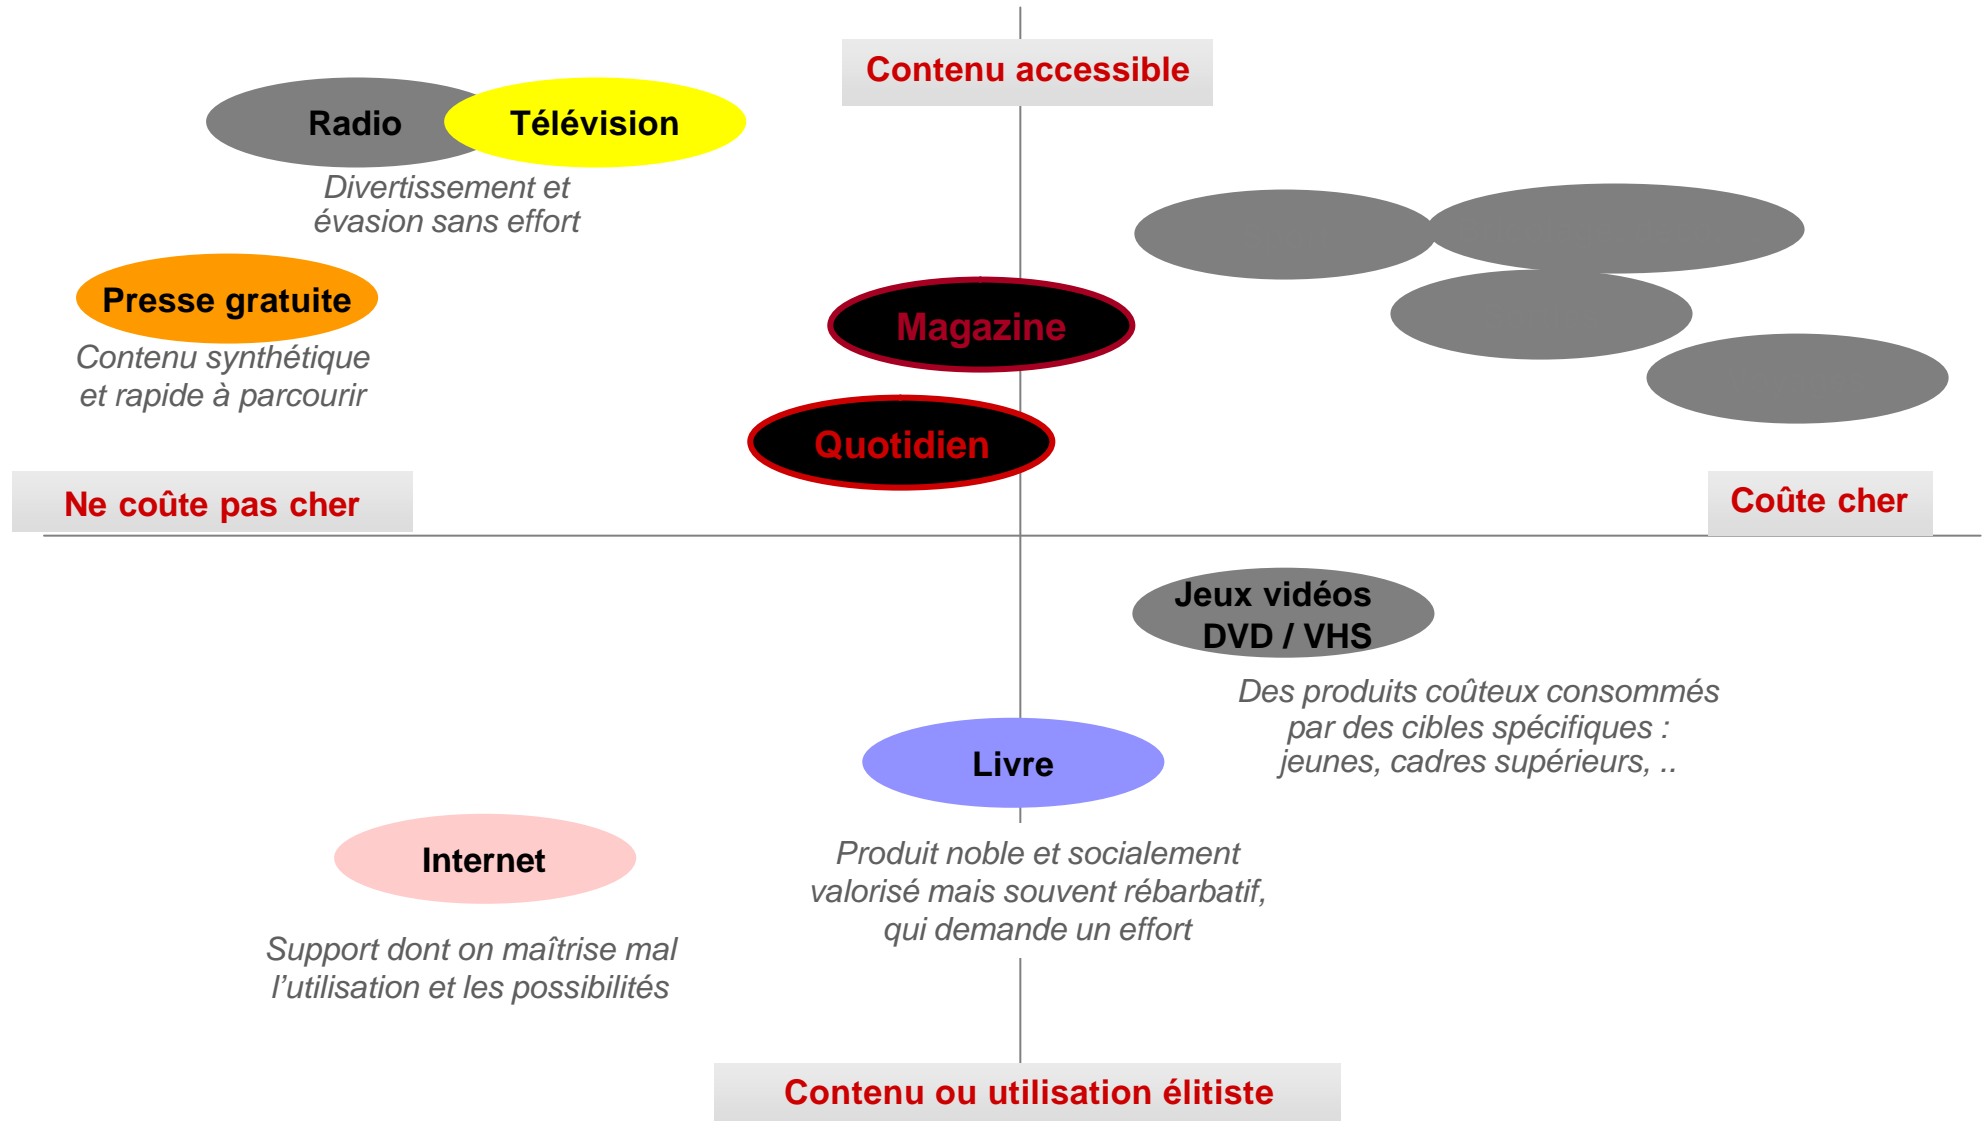 Contenu accessible
Radio
Télévision
Divertissement et
évasion sans effort
Presse gratuite
Contenu synthétique
et rapide à parcourir
Magazine
Quotidien
Ne coûte pas cher
Coûte cher
Jeux vidéos
DVD / VHS
Des produits coûteux consommés
par des cibles spécifiques :
jeunes, cadres supérieurs, ..
Livre
Produit noble et socialement
valorisé mais souvent rébarbatif,
qui demande un effort
Internet
Support dont on maîtrise mal
l’utilisation et les possibilités
Contenu ou utilisation élitiste